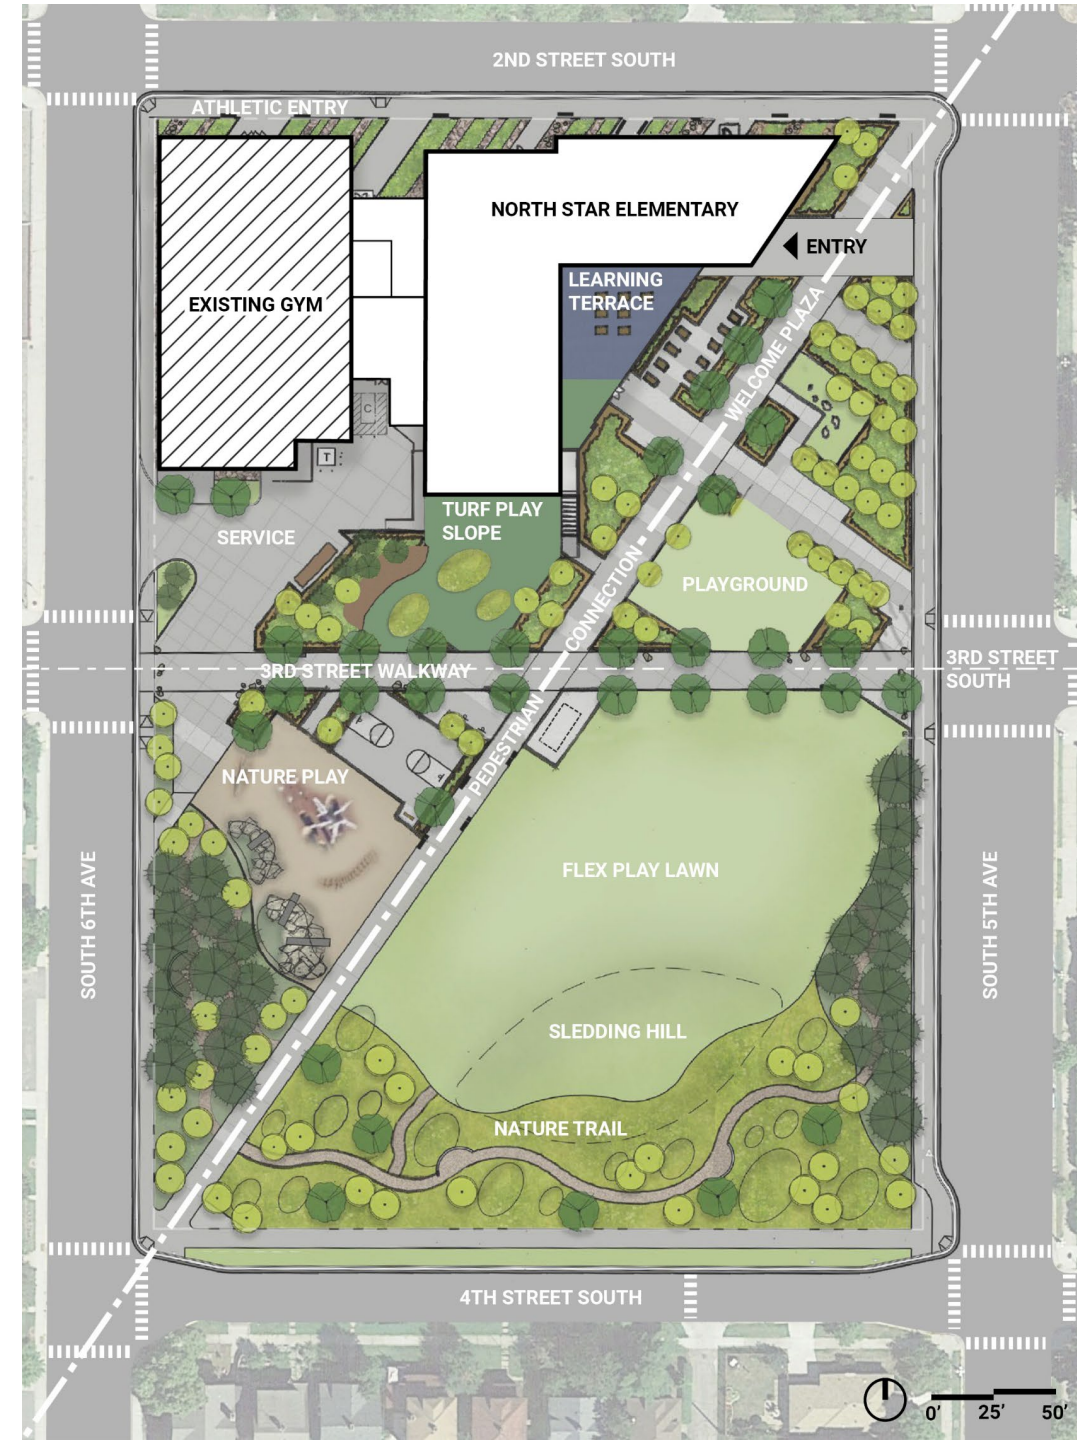 2ND STREET SOUTH
ATHLETIC ENTRY
NORTH STAR ELEMENTARY
ENTRY
LEARNING
TERRACE
EXISTING GYM
WELCOME PLAZA
C
T
TURF PLAY
SLOPE
SERVICE
PLAYGROUND
PEDESTRIAN CONNECTION
3RD STREET WALKWAY
3RD STREET
SOUTH
NATURE PLAY
FLEX PLAY LAWN
SOUTH 6TH AVE
SOUTH 5TH AVE
SLEDDING HILL
NATURE TRAIL
4TH STREET SOUTH
0’ 25’ 50’